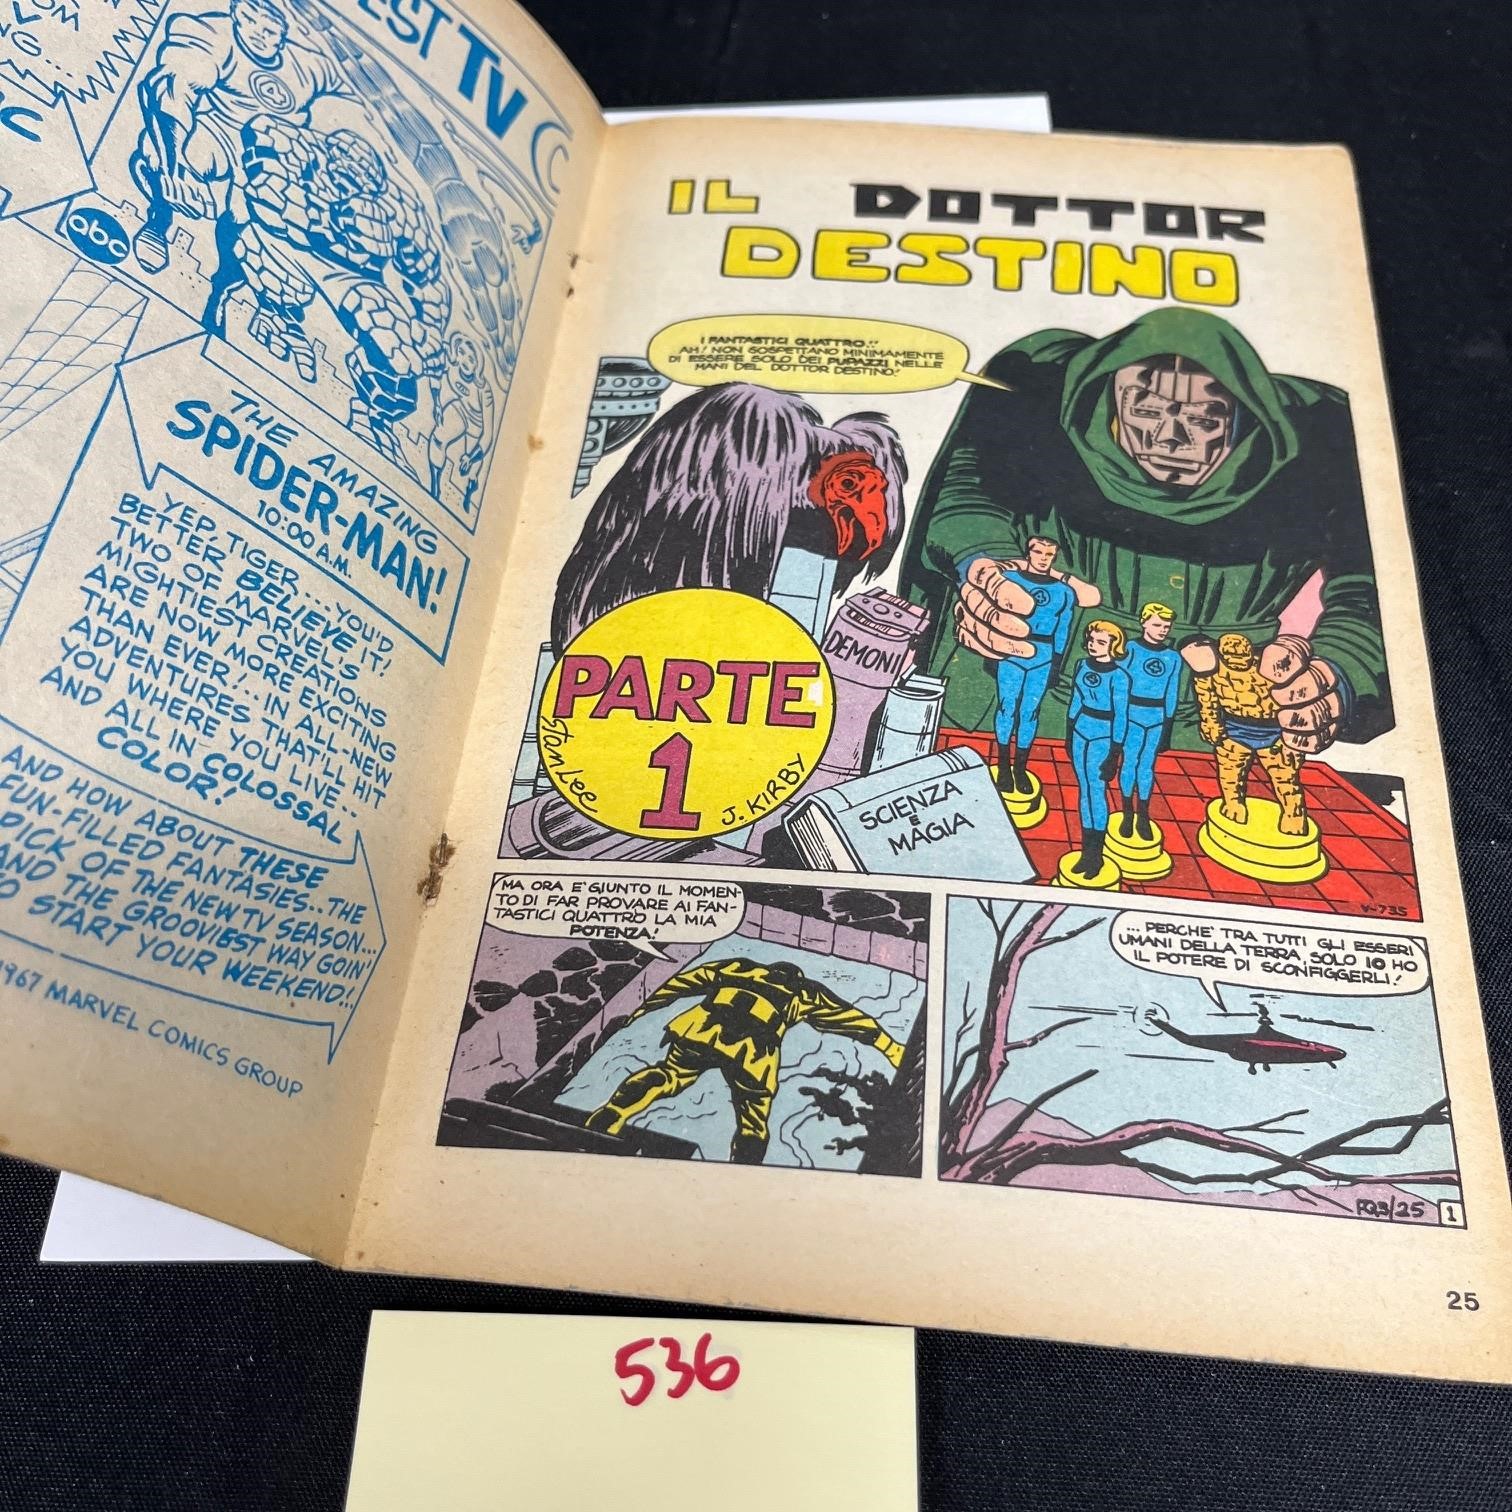 EST TV
abc
THE AMAZING
SPIDER-MAN!
10:00 A.M.
YEP, TIGER... YOU'D
BETTER BELIEVE IT!
TWO OF MARVEL'S
MIGHTIEST CREATIONS
ARE NOW MORE EXCITING
THAN EVER!.. IN ALL-NEW
ADVENTURES THAT'LL HIT
YOU WHERE YOU LIVE..
AND ALL IN COLOSSAL
COLOR!
AND HOW ABOUT THESE
FUN-FILLED FANTASIES.. THE
PICK OF THE NEW TV SEASON...
AND THE GROOVIEST WAY GOIN'
TO START YOUR WEEKEND!.
1967 MARVEL COMICS GROUP
IL DOTTOR
DESTINO
I FANTASTICI QUATTRO!!
AH! NON SOSPETTANO MINIMAMENTE
DI ESSERE SOLO DEI PUPAZZI NELLE
MANI DEL DOTTOR DESTINO!
4
DEMONI
PARTE
1
Stan Lee
J. KIRBY
SCIENZA
E
MAGIA
V-735
MA ORA E' GIUNTO IL MOMEN-
TO DI FAR PROVARE AI FAN-
TASTICI QUATTRO LA MIA
POTENZA!
... PERCHE' TRA TUTTI GLI ESSERI
UMANI DELLA TERRA, SOLO IO HO
IL POTERE DI SCONFIGGERLI!
FQ3/25
1
25
536